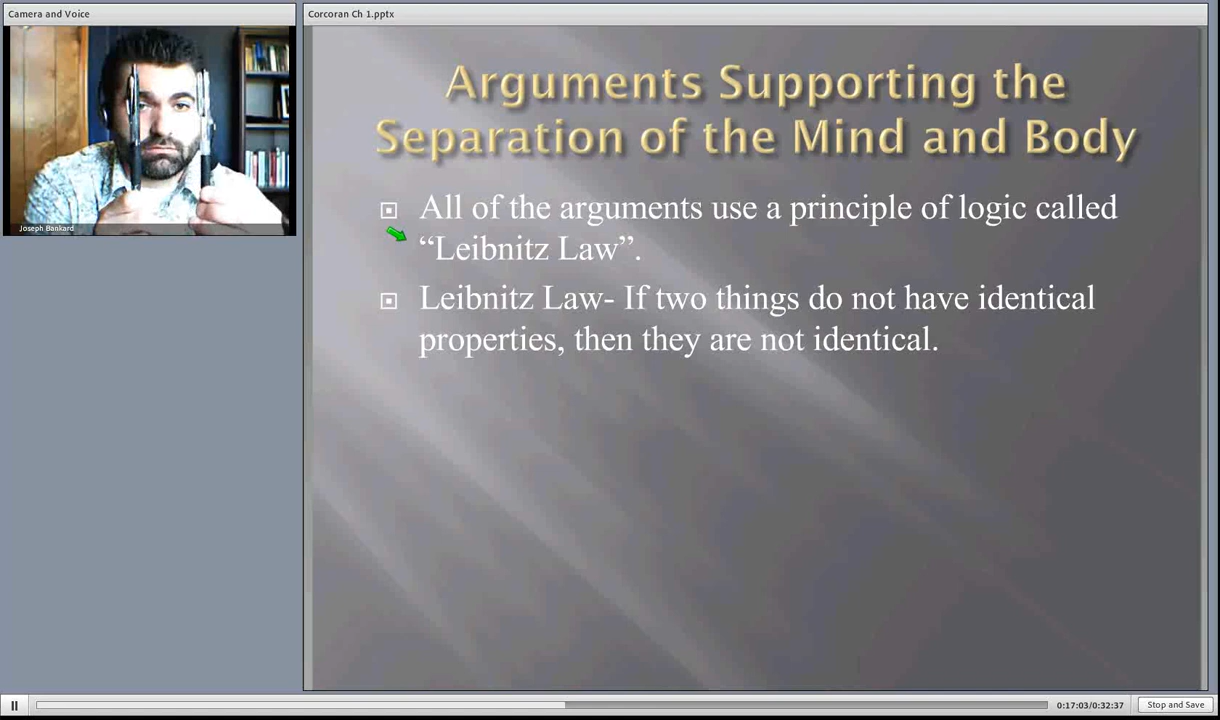 Camera and Voice
Joseph Bankard
Corcoran Ch 1.pptx
Arguments Supporting the
Separation of the Mind and Body
All of the arguments use a principle of logic called
“Leibnitz Law”.
Leibnitz Law- If two things do not have identical
properties, then they are not identical.
0:17:03/0:32:37
Stop and Save